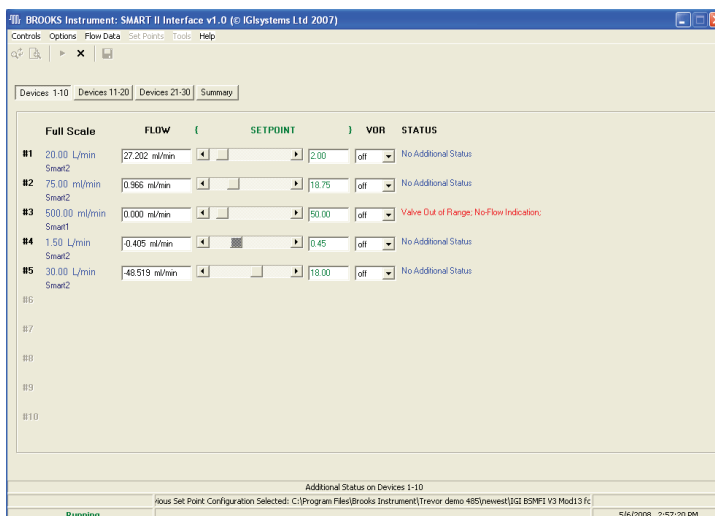 BROOKS Instrument: SMART II Interface v1.0 (© IGIsystems Ltd 2007)
Controls Options Flow Data Set Points Tools Help
Devices 1-10 Devices 11-20 Devices 21-30 Summary
Full Scale FLOW ( SETPOINT ) VOR STATUS
#1 20.00 L/min 27.202 ml/min 2.00 off No Additional Status
Smart2
#2 75.00 ml/min 0.966 ml/min 18.75 off No Additional Status
Smart2
#3 500.00 ml/min 0.000 ml/min 50.00 off Valve Out of Range; No-Flow Indication;
Smart1
#4 1.50 L/min -0.405 ml/min 0.45 off No Additional Status
Smart2
#5 30.00 L/min -48.519 ml/min 18.00 off No Additional Status
Smart2
#6
#7
#8
#9
#10
Additional Status on Devices 1-10
vious Set Point Configuration Selected: C:\Program Files\Brooks Instrument\Trevor demo 485\newest\IGI BSMFI V3 Mod13 fc
Running 5/6/2008 2:57:20 PM